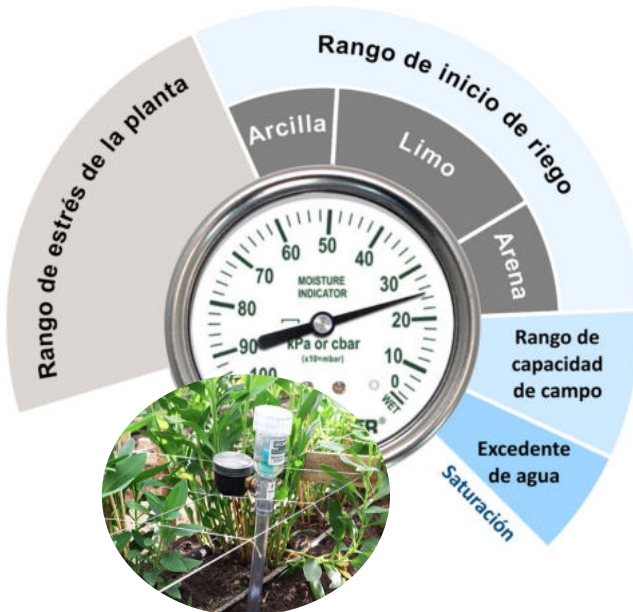 Rango de estrés de la planta
Rango de inicio de riego
Arcilla
Limo
Arena
Rango de
capacidad
de campo
Excedente
de agua
Saturación
MOISTURE
INDICATOR
kPa or cbar
(x10=mbar)
100
90
80
70
60
50
40
30
20
10
0
WET